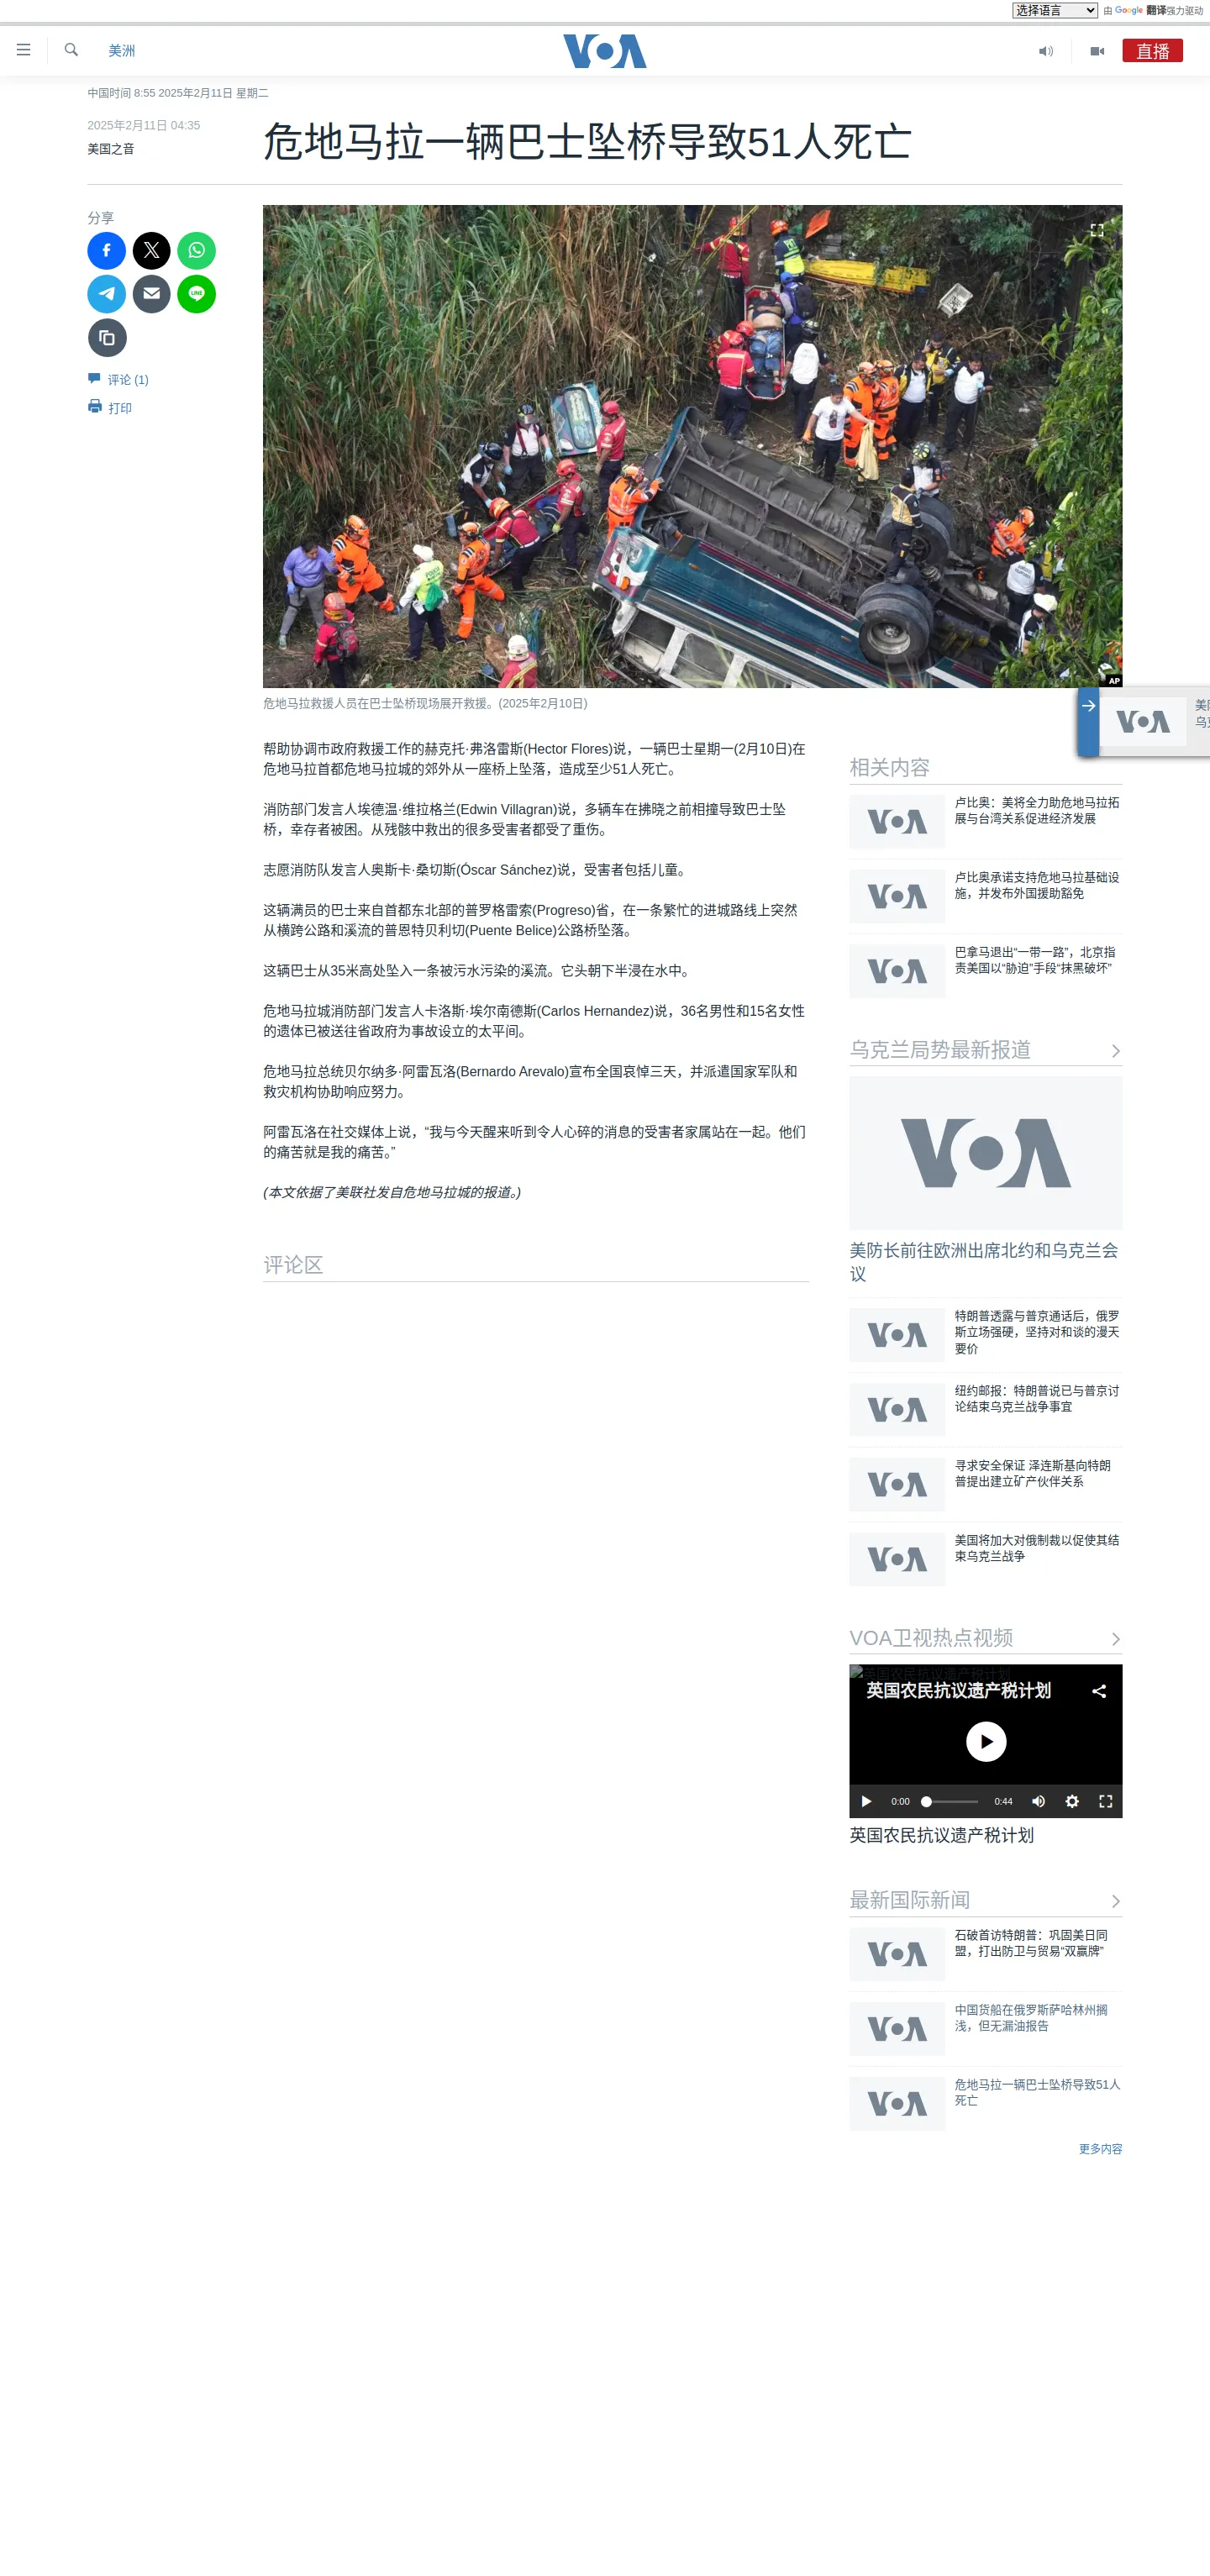 选择语言
由 Google 翻译强力驱动
美洲
VOA
直播
中国时间 8:55 2025年2月11日 星期二
2025年2月11日 04:35
美国之音
危地马拉一辆巴士坠桥导致51人死亡
分享
LINE
评论 (1)
打印
AP
危地马拉救援人员在巴士坠桥现场展开救援。(2025年2月10日)
VOA
美防
乌克
帮助协调市政府救援工作的赫克托·弗洛雷斯(Hector Flores)说，一辆巴士星期一(2月10日)在
危地马拉首都危地马拉城的郊外从一座桥上坠落，造成至少51人死亡。
消防部门发言人埃德温·维拉格兰(Edwin Villagran)说，多辆车在拂晓之前相撞导致巴士坠
桥，幸存者被困。从残骸中救出的很多受害者都受了重伤。
志愿消防队发言人奥斯卡·桑切斯(Óscar Sánchez)说，受害者包括儿童。
这辆满员的巴士来自首都东北部的普罗格雷索(Progreso)省，在一条繁忙的进城路线上突然
从横跨公路和溪流的普恩特贝利切(Puente Belice)公路桥坠落。
这辆巴士从35米高处坠入一条被污水污染的溪流。它头朝下半浸在水中。
危地马拉城消防部门发言人卡洛斯·埃尔南德斯(Carlos Hernandez)说，36名男性和15名女性
的遗体已被送往省政府为事故设立的太平间。
危地马拉总统贝尔纳多·阿雷瓦洛(Bernardo Arevalo)宣布全国哀悼三天，并派遣国家军队和
救灾机构协助响应努力。
阿雷瓦洛在社交媒体上说，“我与今天醒来听到令人心碎的消息的受害者家属站在一起。他们
的痛苦就是我的痛苦。”
(本文依据了美联社发自危地马拉城的报道。)
评论区
相关内容
VOA
卢比奥：美将全力助危地马拉拓
展与台湾关系促进经济发展
VOA
卢比奥承诺支持危地马拉基础设
施，并发布外国援助豁免
VOA
巴拿马退出“一带一路”，北京指
责美国以“胁迫”手段“抹黑破坏”
乌克兰局势最新报道
VOA
美防长前往欧洲出席北约和乌克兰会
议
VOA
特朗普透露与普京通话后，俄罗
斯立场强硬，坚持对和谈的漫天
要价
VOA
纽约邮报：特朗普说已与普京讨
论结束乌克兰战争事宜
VOA
寻求安全保证 泽连斯基向特朗
普提出建立矿产伙伴关系
VOA
美国将加大对俄制裁以促使其结
束乌克兰战争
VOA卫视热点视频
英国农民抗议遗产税计划
英国农民抗议遗产税计划
0:00
0:44
英国农民抗议遗产税计划
最新国际新闻
VOA
石破首访特朗普：巩固美日同
盟，打出防卫与贸易“双赢牌”
VOA
中国货船在俄罗斯萨哈林州搁
浅，但无漏油报告
VOA
危地马拉一辆巴士坠桥导致51人
死亡
更多内容